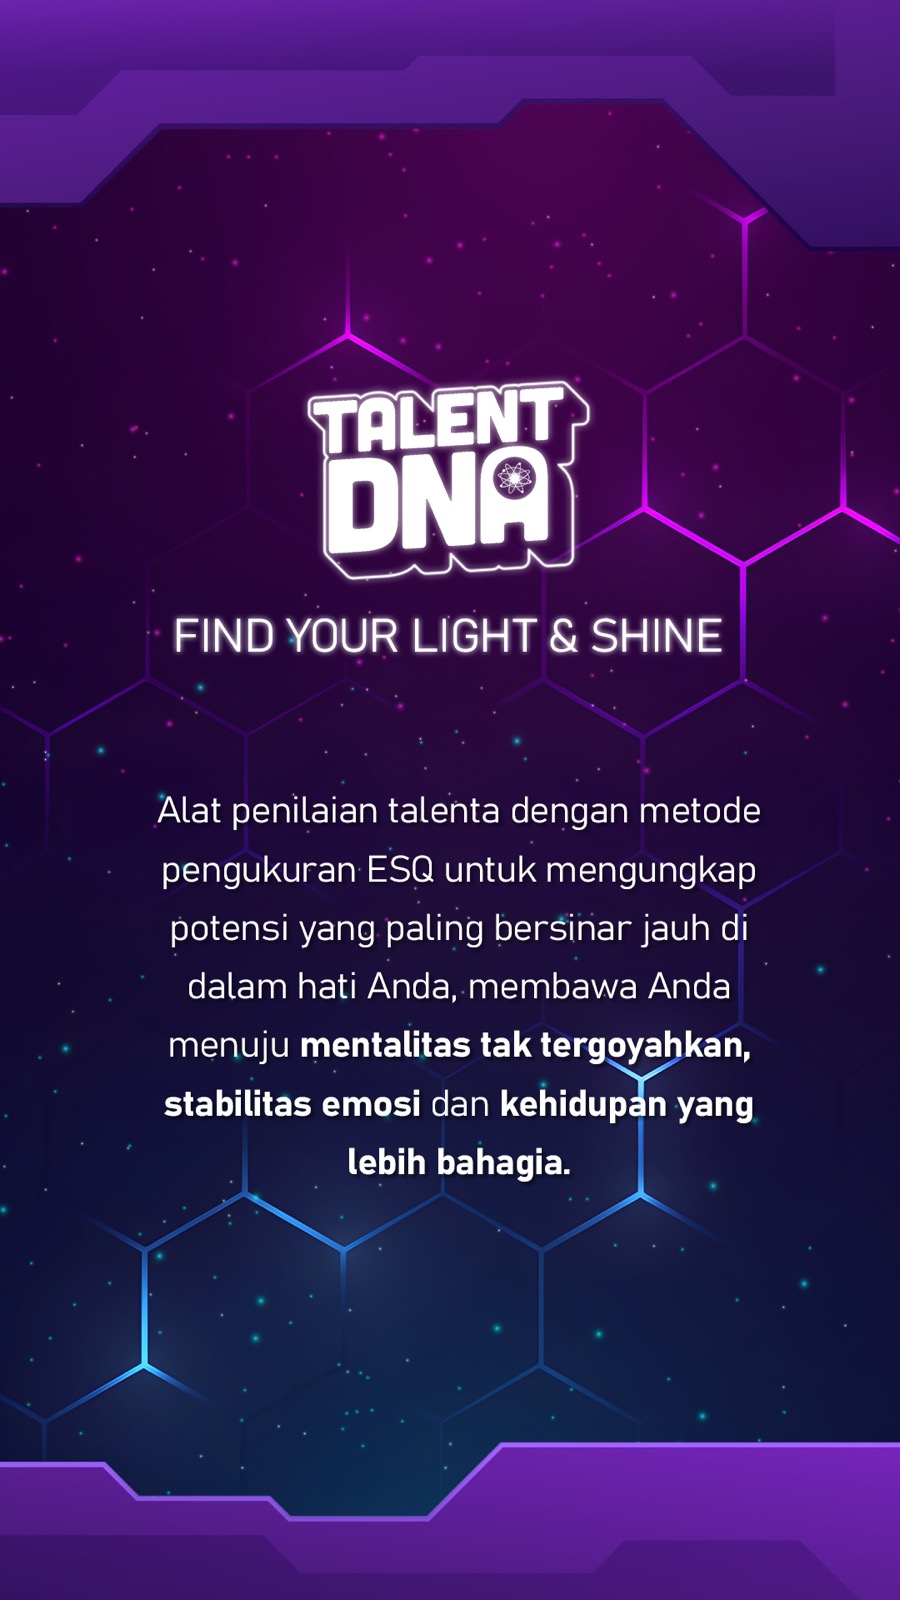 TALENT
DNA
FIND YOUR LIGHT & SHINE
Alat penilaian talenta dengan metode
pengukuran ESQ untuk mengungkap
potensi yang paling bersinar jauh di
dalam hati Anda, membawa Anda
menuju mentalitas tak tergoyahkan,
stabilitas emosi dan kehidupan yang
lebih bahagia.